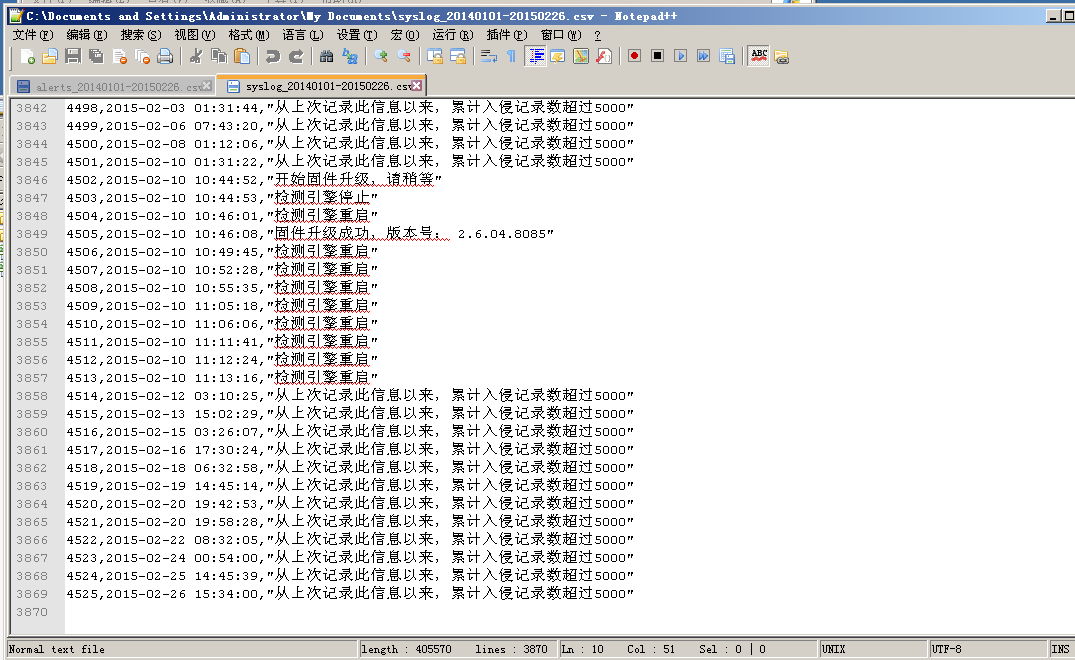 C:\Documents and Settings\Administrator\My Documents\syslog_20140101-20150226.csv - Notepad++
文件(F) 编辑(E) 搜索(S) 视图(V) 格式(M) 语言(L) 设置(T) 宏(O) 运行(R) 插件(P) 窗口(W) ?
alerts_20140101-20150226.csv syslog_20140101-20150226.csv
3842 4498,2015-02-03 01:31:44,"从上次记录此信息以来，累计入侵记录数超过5000"
3843 4499,2015-02-06 07:43:20,"从上次记录此信息以来，累计入侵记录数超过5000"
3844 4500,2015-02-08 01:12:06,"从上次记录此信息以来，累计入侵记录数超过5000"
3845 4501,2015-02-10 01:31:22,"从上次记录此信息以来，累计入侵记录数超过5000"
3846 4502,2015-02-10 10:44:52,"开始固件升级，请稍等"
3847 4503,2015-02-10 10:44:53,"检测引擎停止"
3848 4504,2015-02-10 10:46:01,"检测引擎重启"
3849 4505,2015-02-10 10:46:08,"固件升级成功，版本号： 2.6.04.8085"
3850 4506,2015-02-10 10:49:45,"检测引擎重启"
3851 4507,2015-02-10 10:52:28,"检测引擎重启"
3852 4508,2015-02-10 10:55:35,"检测引擎重启"
3853 4509,2015-02-10 11:05:18,"检测引擎重启"
3854 4510,2015-02-10 11:06:06,"检测引擎重启"
3855 4511,2015-02-10 11:11:41,"检测引擎重启"
3856 4512,2015-02-10 11:12:24,"检测引擎重启"
3857 4513,2015-02-10 11:13:16,"检测引擎重启"
3858 4514,2015-02-12 03:10:25,"从上次记录此信息以来，累计入侵记录数超过5000"
3859 4515,2015-02-13 15:02:29,"从上次记录此信息以来，累计入侵记录数超过5000"
3860 4516,2015-02-15 03:26:07,"从上次记录此信息以来，累计入侵记录数超过5000"
3861 4517,2015-02-16 17:30:24,"从上次记录此信息以来，累计入侵记录数超过5000"
3862 4518,2015-02-18 06:32:58,"从上次记录此信息以来，累计入侵记录数超过5000"
3863 4519,2015-02-19 14:45:14,"从上次记录此信息以来，累计入侵记录数超过5000"
3864 4520,2015-02-20 19:42:53,"从上次记录此信息以来，累计入侵记录数超过5000"
3865 4521,2015-02-20 19:58:28,"从上次记录此信息以来，累计入侵记录数超过5000"
3866 4522,2015-02-22 08:32:05,"从上次记录此信息以来，累计入侵记录数超过5000"
3867 4523,2015-02-24 00:54:00,"从上次记录此信息以来，累计入侵记录数超过5000"
3868 4524,2015-02-25 14:45:39,"从上次记录此信息以来，累计入侵记录数超过5000"
3869 4525,2015-02-26 15:34:00,"从上次记录此信息以来，累计入侵记录数超过5000"
3870
Normal text file length : 405570 lines : 3870 Ln : 10 Col : 51 Sel : 0 | 0 UNIX UTF-8 INS